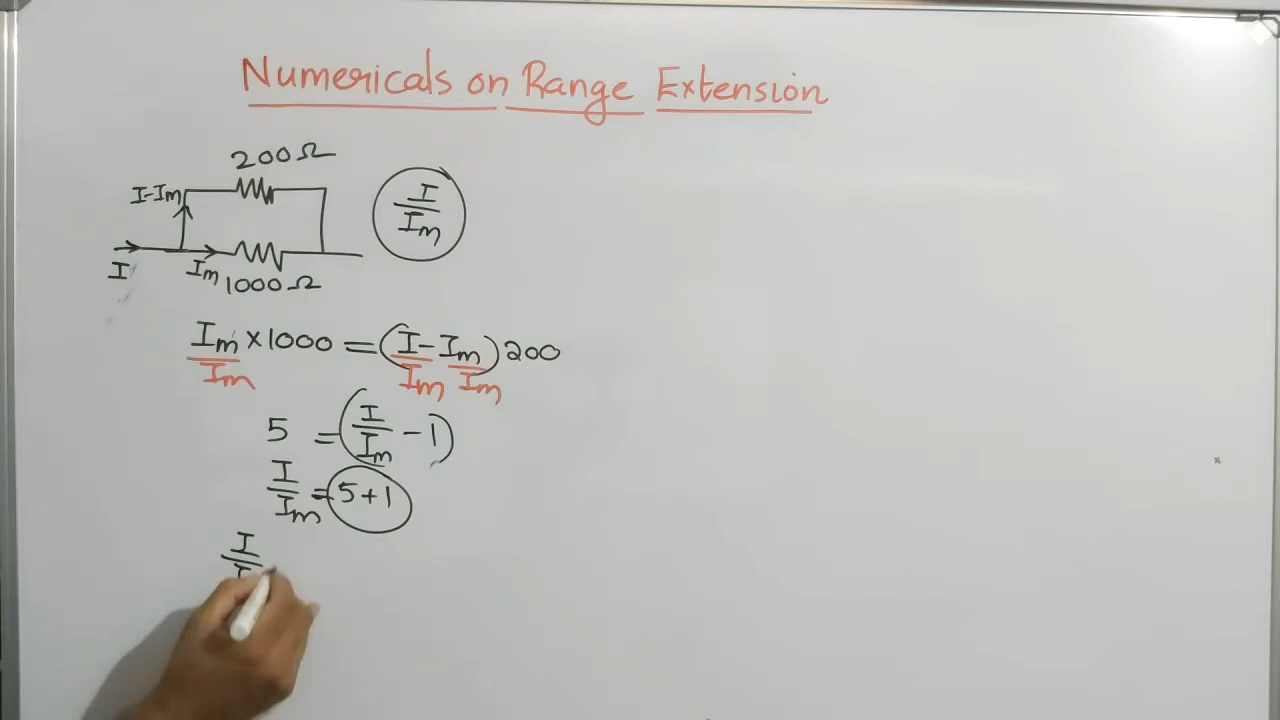 Numericals on Range Extension
200Ω
I-Im
I/Im
I
Im
1000Ω
Im × 1000 = (I - Im) 200
Im Im Im
5 = (I/Im - 1)
I/Im = 5+1
I